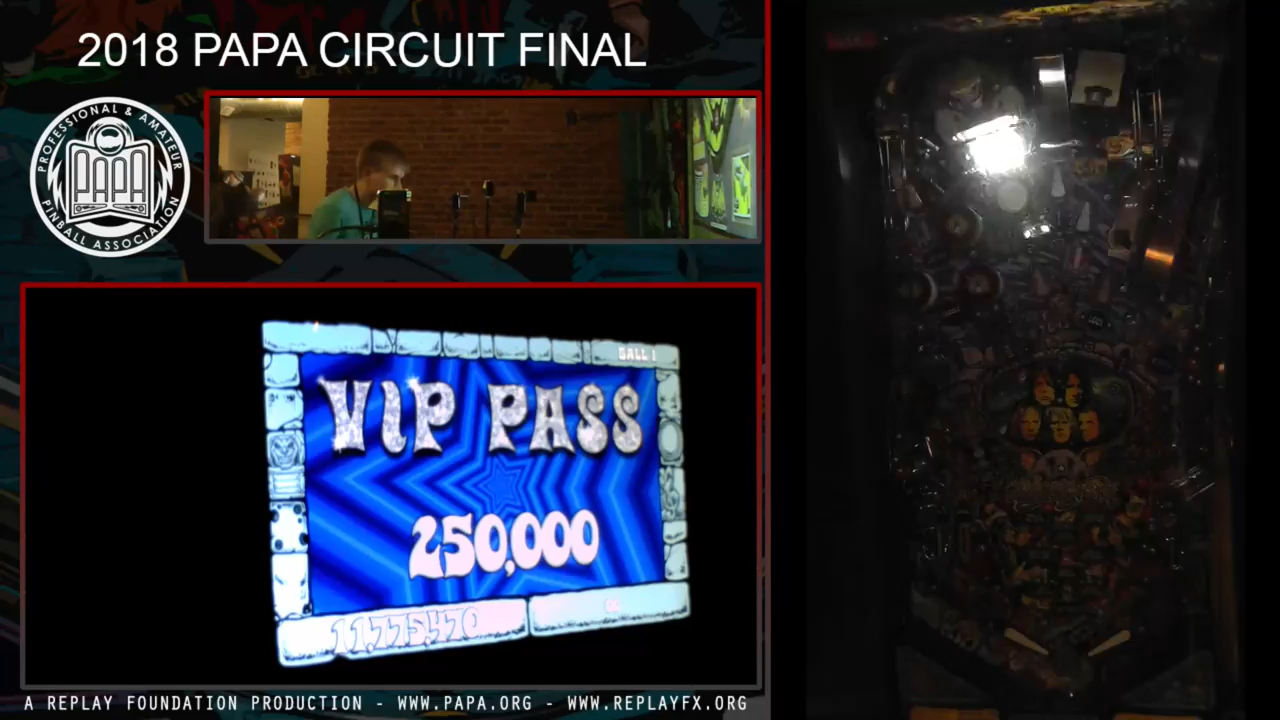 2018 PAPA CIRCUIT FINAL
PROFESSIONAL & AMATEUR
PAPA
PINBALL ASSOCIATION
BALL 1
VIP PASS
250,000
11,775,470
00
A REPLAY FOUNDATION PRODUCTION - WWW.PAPA.ORG - WWW.REPLAYFX.ORG